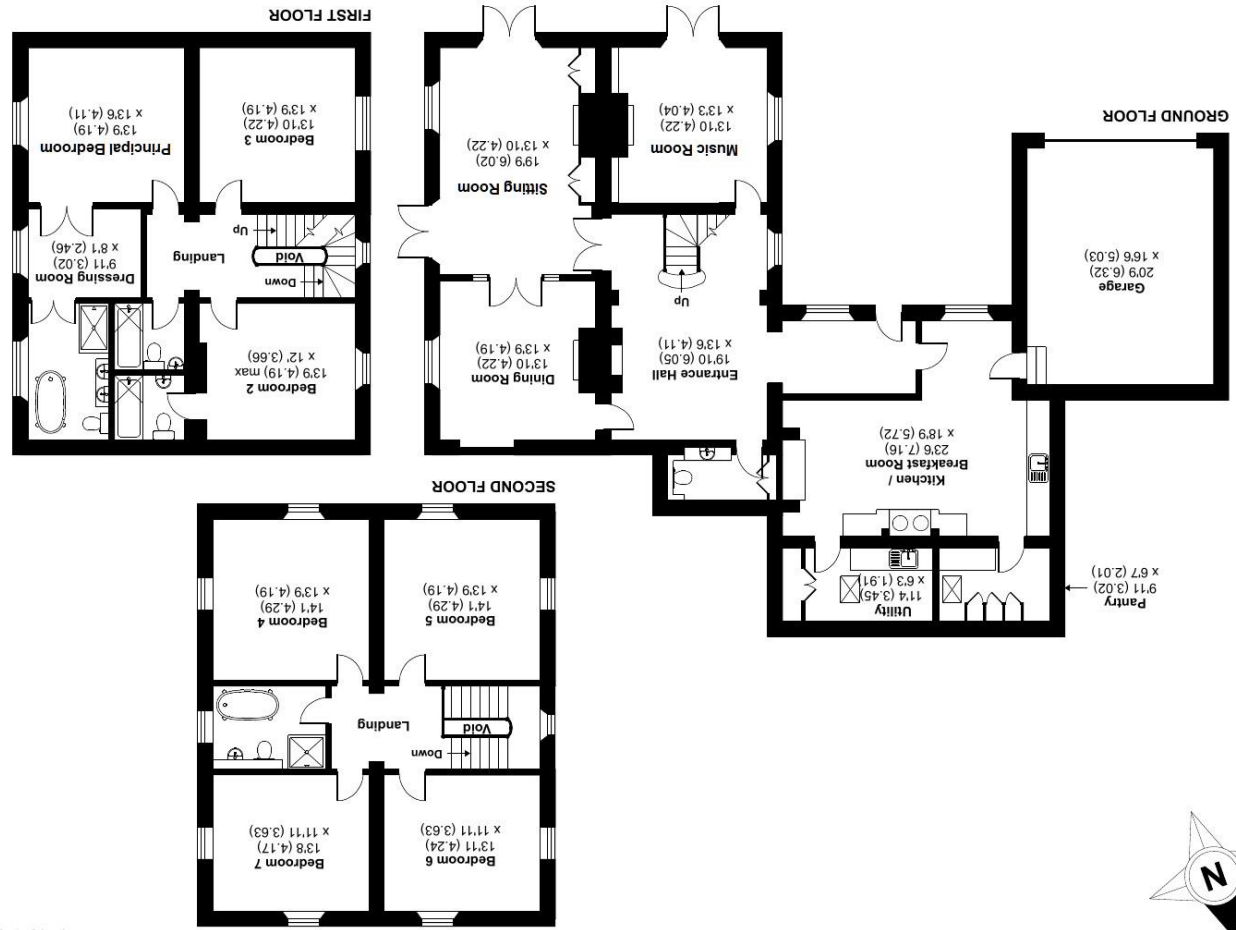 Pantry
9'11 (3.02)
x 6'7 (2.01)
Utility
11'4 (3.45)
x 6'3 (1.91)
Kitchen /
Breakfast Room
23'6 (7.16)
x 18'9 (5.72)
Garage
20'9 (6.32)
x 16'6 (5.03)
GROUND FLOOR
Entrance Hall
19'10 (6.05)
x 13'6 (4.11)
Up
Dining Room
13'10 (4.22)
x 13'9 (4.19)
Music Room
13'10 (4.22)
x 13'3 (4.04)
Sitting Room
19'9 (6.02)
x 13'10 (4.22)
Bedroom 6
13'11 (4.24)
x 11'11 (3.63)
Bedroom 7
13'8 (4.17)
x 11'11 (3.63)
Down
Void
Landing
Bedroom 5
14'1 (4.29)
x 13'9 (4.19)
Bedroom 4
14'1 (4.29)
x 13'9 (4.19)
SECOND FLOOR
Bedroom 2
13'9 (4.19) max
x 12' (3.66)
Down
Void
Up
Landing
Dressing Room
9'11 (3.02)
x 8'1 (2.46)
Bedroom 3
13'10 (4.22)
x 13'9 (4.19)
Principal Bedroom
13'9 (4.19)
x 13'6 (4.11)
FIRST FLOOR
N